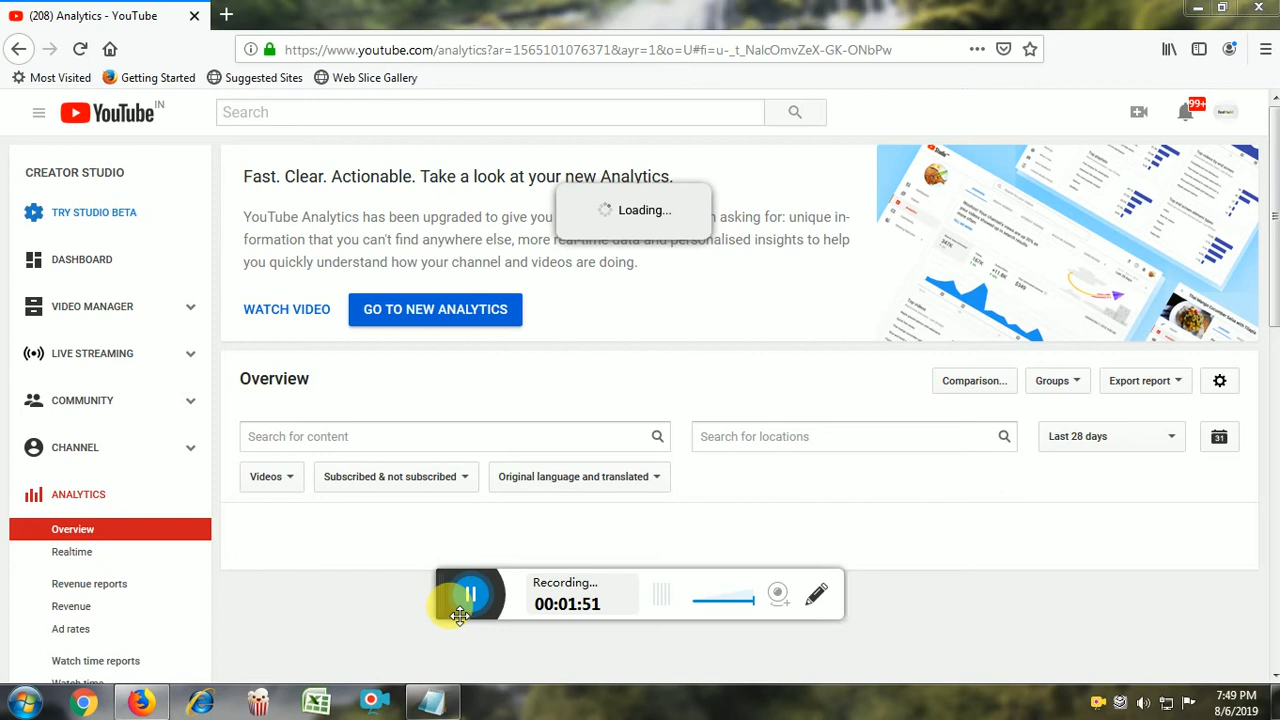 (208) Analytics - YouTube
https://www.youtube.com/analytics?ar=1565101076371&ayr=1&o=U#fi=u-_t_NalcOmvZeX-GK-ONbPw
Most Visited Getting Started Suggested Sites Web Slice Gallery
YouTube IN
Search
99+
CREATOR STUDIO
TRY STUDIO BETA
DASHBOARD
VIDEO MANAGER
LIVE STREAMING
COMMUNITY
CHANNEL
ANALYTICS
Overview
Realtime
Revenue reports
Revenue
Ad rates
Watch time reports
Fast. Clear. Actionable. Take a look at your new Analytics.
Loading...
YouTube Analytics has been upgraded to give you asking for: unique in-
formation that you can't find anywhere else, more real-time data and personalised insights to help
you quickly understand how your channel and videos are doing.
WATCH VIDEO GO TO NEW ANALYTICS
Overview
Comparison... Groups Export report
Search for content Search for locations Last 28 days 31
Videos Subscribed & not subscribed Original language and translated
Recording...
00:01:51
7:49 PM
8/6/2019